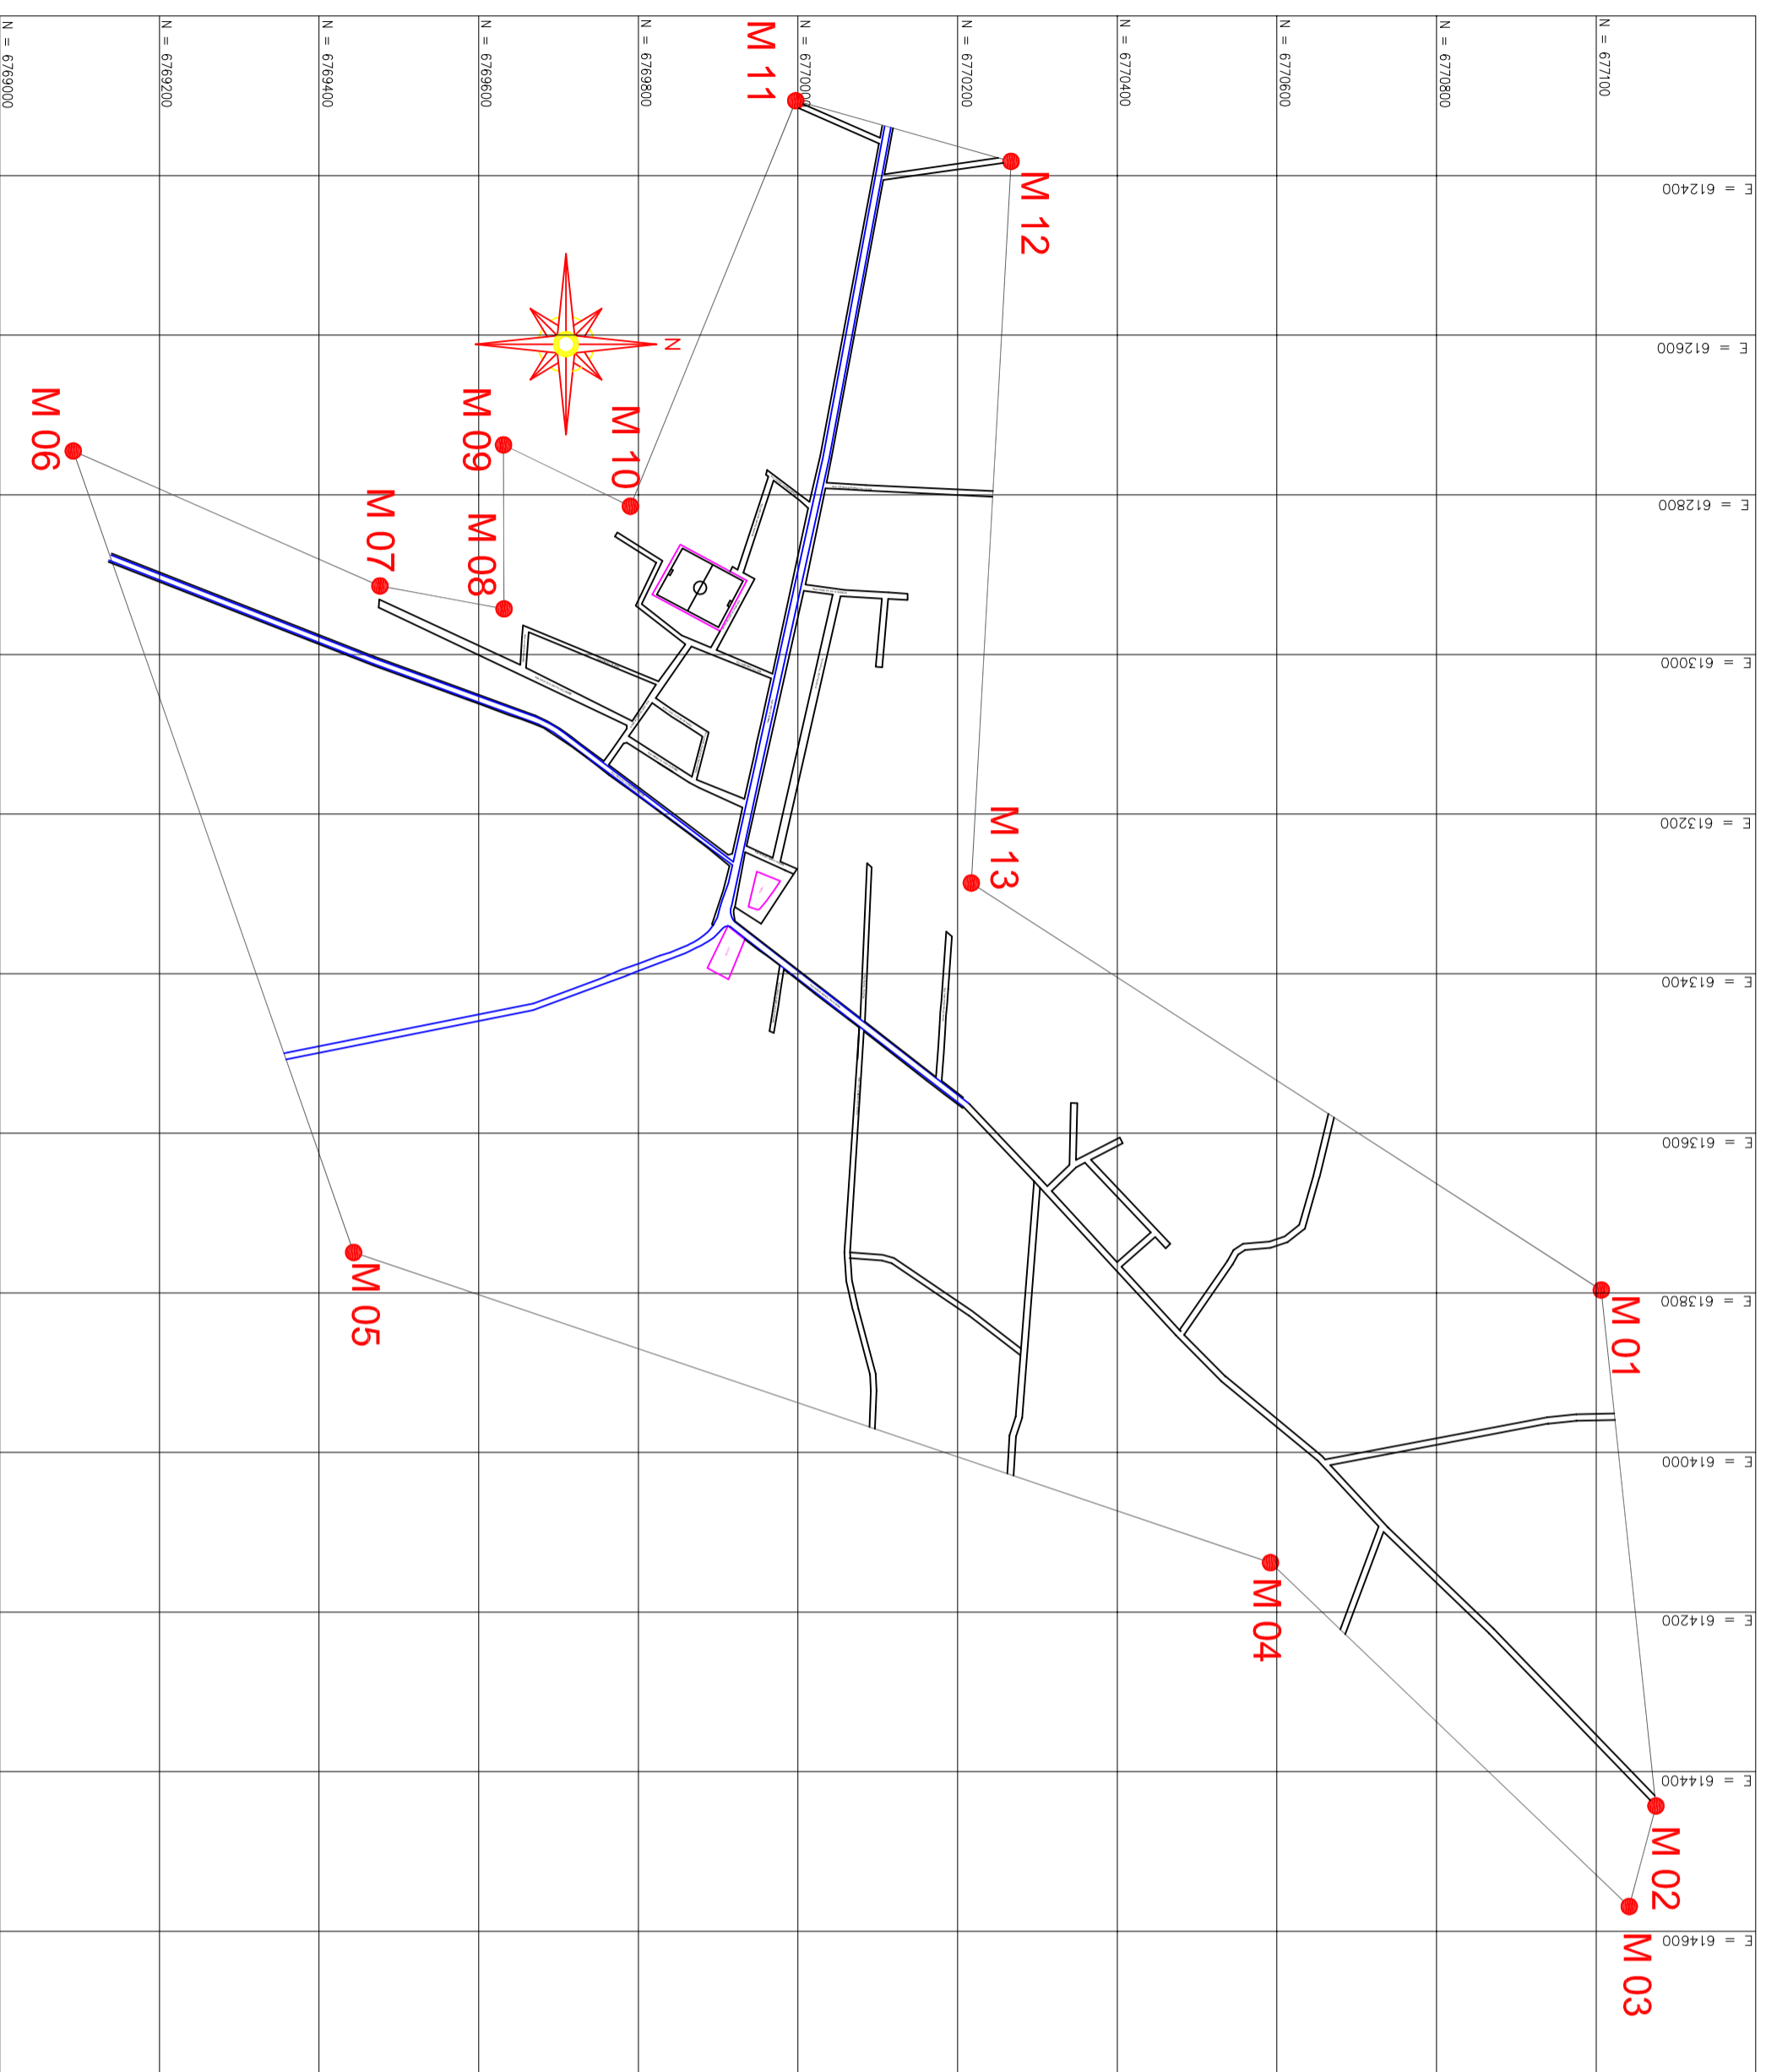 N = 6769000
N = 6769200
N = 6769400
N = 6769600
N = 6769800
N = 6770000
N = 6770200
N = 6770400
N = 6770600
N = 6770800
N = 677100
E = 612400
E = 612600
E = 612800
E = 613000
E = 613200
E = 613400
E = 613600
E = 613800
E = 614000
E = 614200
E = 614400
E = 614600
M 11
M 12
N
M 06
M 09
M 10
M 07
M 08
M 13
M 05
M 01
M 04
M 02
M 03